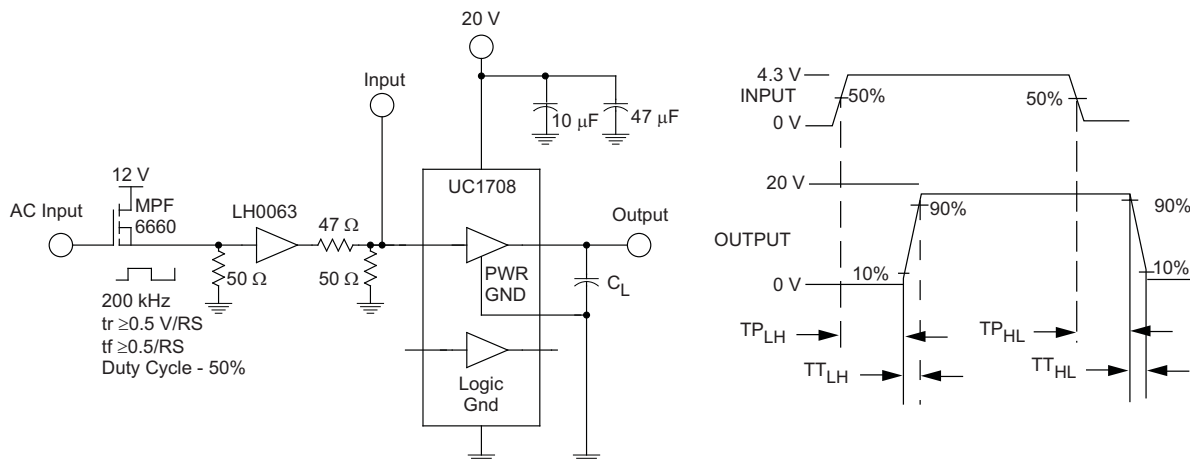 20 V
Input
10 µF
47 µF
12 V
MPF
6660
AC Input
LH0063
47 Ω
50 Ω
50 Ω
UC1708
Output
PWR
GND
C_L
200 kHz
tr ≥0.5 V/RS
tf ≥0.5/RS
Duty Cycle - 50%
Logic
Gnd
4.3 V
INPUT
0 V
50%
50%
20 V
90%
90%
OUTPUT
10%
10%
0 V
TP_LH
TP_HL
TT_LH
TT_HL